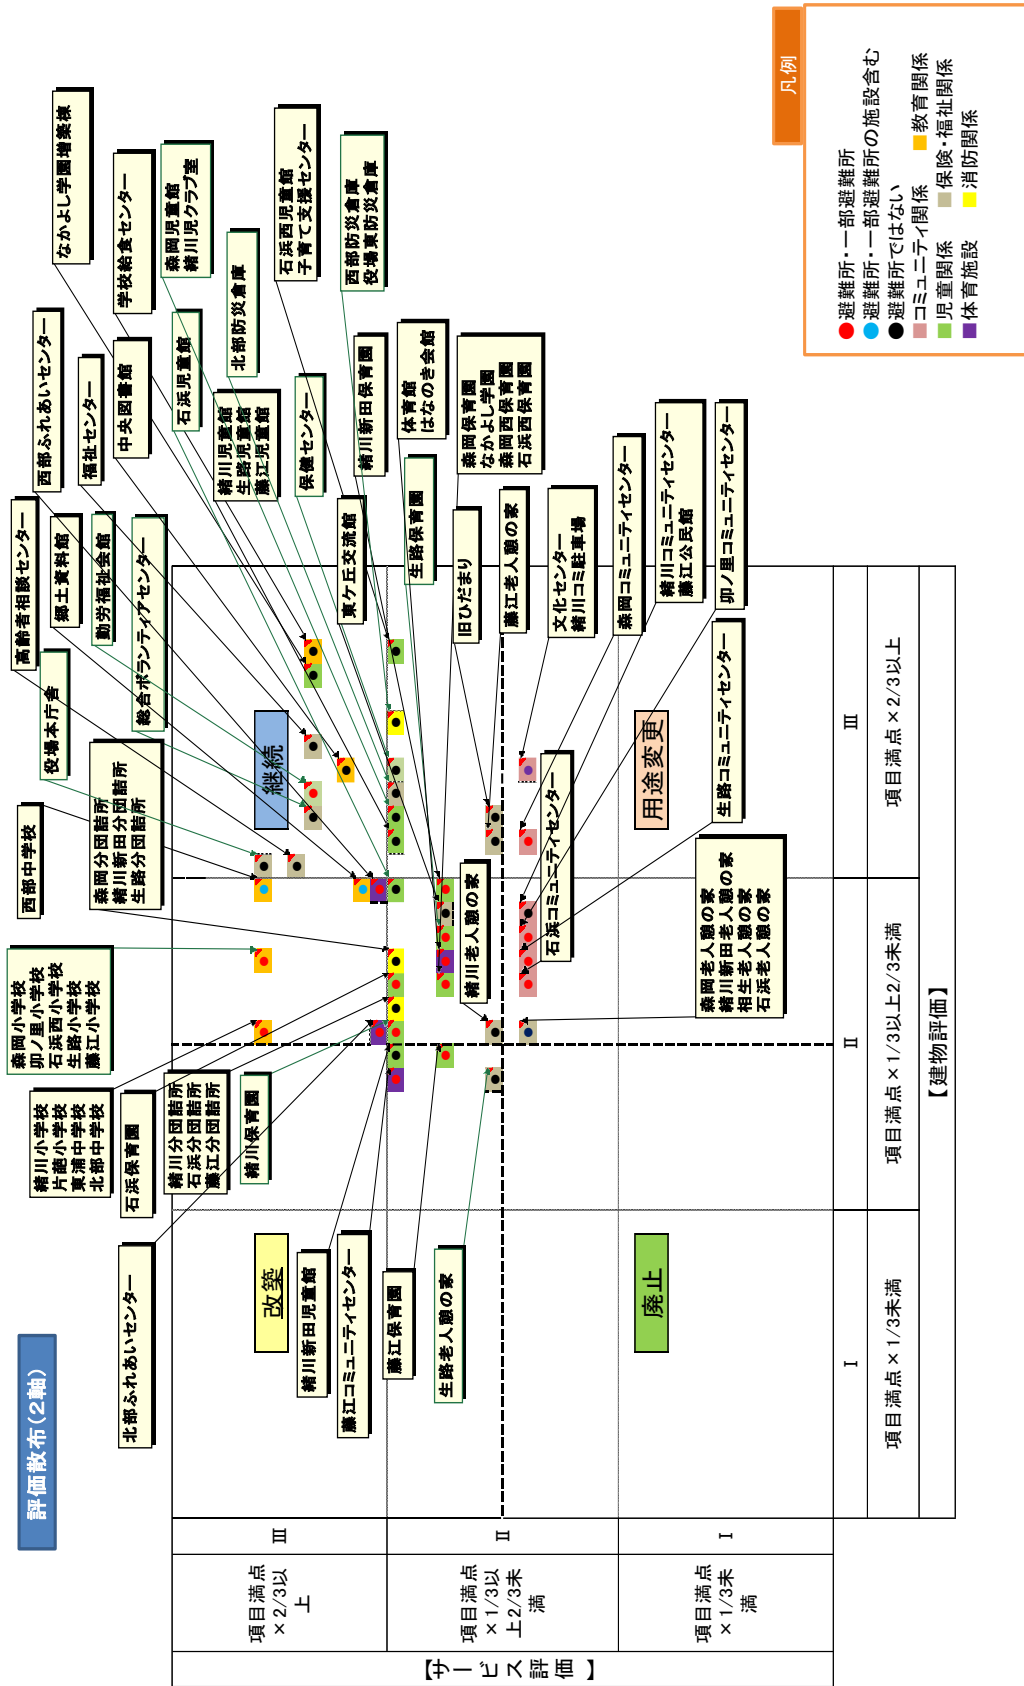 評価散布(2軸)
北部ふれあいセンター
緒川小学校
片葩小学校
東浦中学校
北部中学校
石浜保育園
森岡小学校
卯ノ里小学校
石浜西小学校
生路小学校
藤江小学校
緒川分団詰所
石浜分団詰所
藤江分団詰所
緒川保育園
西部中学校
森岡分団詰所
緒川新田分団詰所
生路分団詰所
役場本庁舎
高齢者相談センター
郷土資料館
勤労福祉会館
総合ボランティアセンター
西部ふれあいセンター
福祉センター
中央図書館
なかよし学園増築棟
学校給食センター
石浜児童館
森岡児童館
緒川児クラブ室
緒川児童館
生路児童館
藤江児童館
北部防災倉庫
保健センター
石浜西児童館
子育て支援センター
東ケ丘交流館
緒川新田保育園
西部防災倉庫
役場東防災倉庫
生路保育園
体育館
はなのき会館
森岡保育園
なかよし学園
森岡西保育園
石浜西保育園
旧ひだまり
藤江老人憩の家
文化センター
緒川コミ駐車場
森岡コミュニティセンター
緒川コミュニティセンター
藤江公民館
卯ノ里コミュニティセンター
生路コミュニティセンター
石浜コミュニティセンター
緒川老人憩の家
森岡老人憩の家
緒川新田老人憩の家
相生老人憩の家
石浜老人憩の家
緒川新田児童館
藤江コミュニティセンター
藤江保育園
生路老人憩の家
継続
改築
用途変更
廃止
【サービス評価】
項目満点
×2/3以
上
Ⅲ
項目満点
×1/3以
上2/3未
満
Ⅱ
項目満点
×1/3未
満
Ⅰ
Ⅰ
Ⅱ
Ⅲ
項目満点×1/3未満
項目満点×1/3以上2/3未満
項目満点×2/3以上
【建物評価】
凡例
避難所・一部避難所
避難所・一部避難所の施設含む
避難所ではない
コミュニティ関係
教育関係
児童関係
保険・福祉関係
体育施設
消防関係